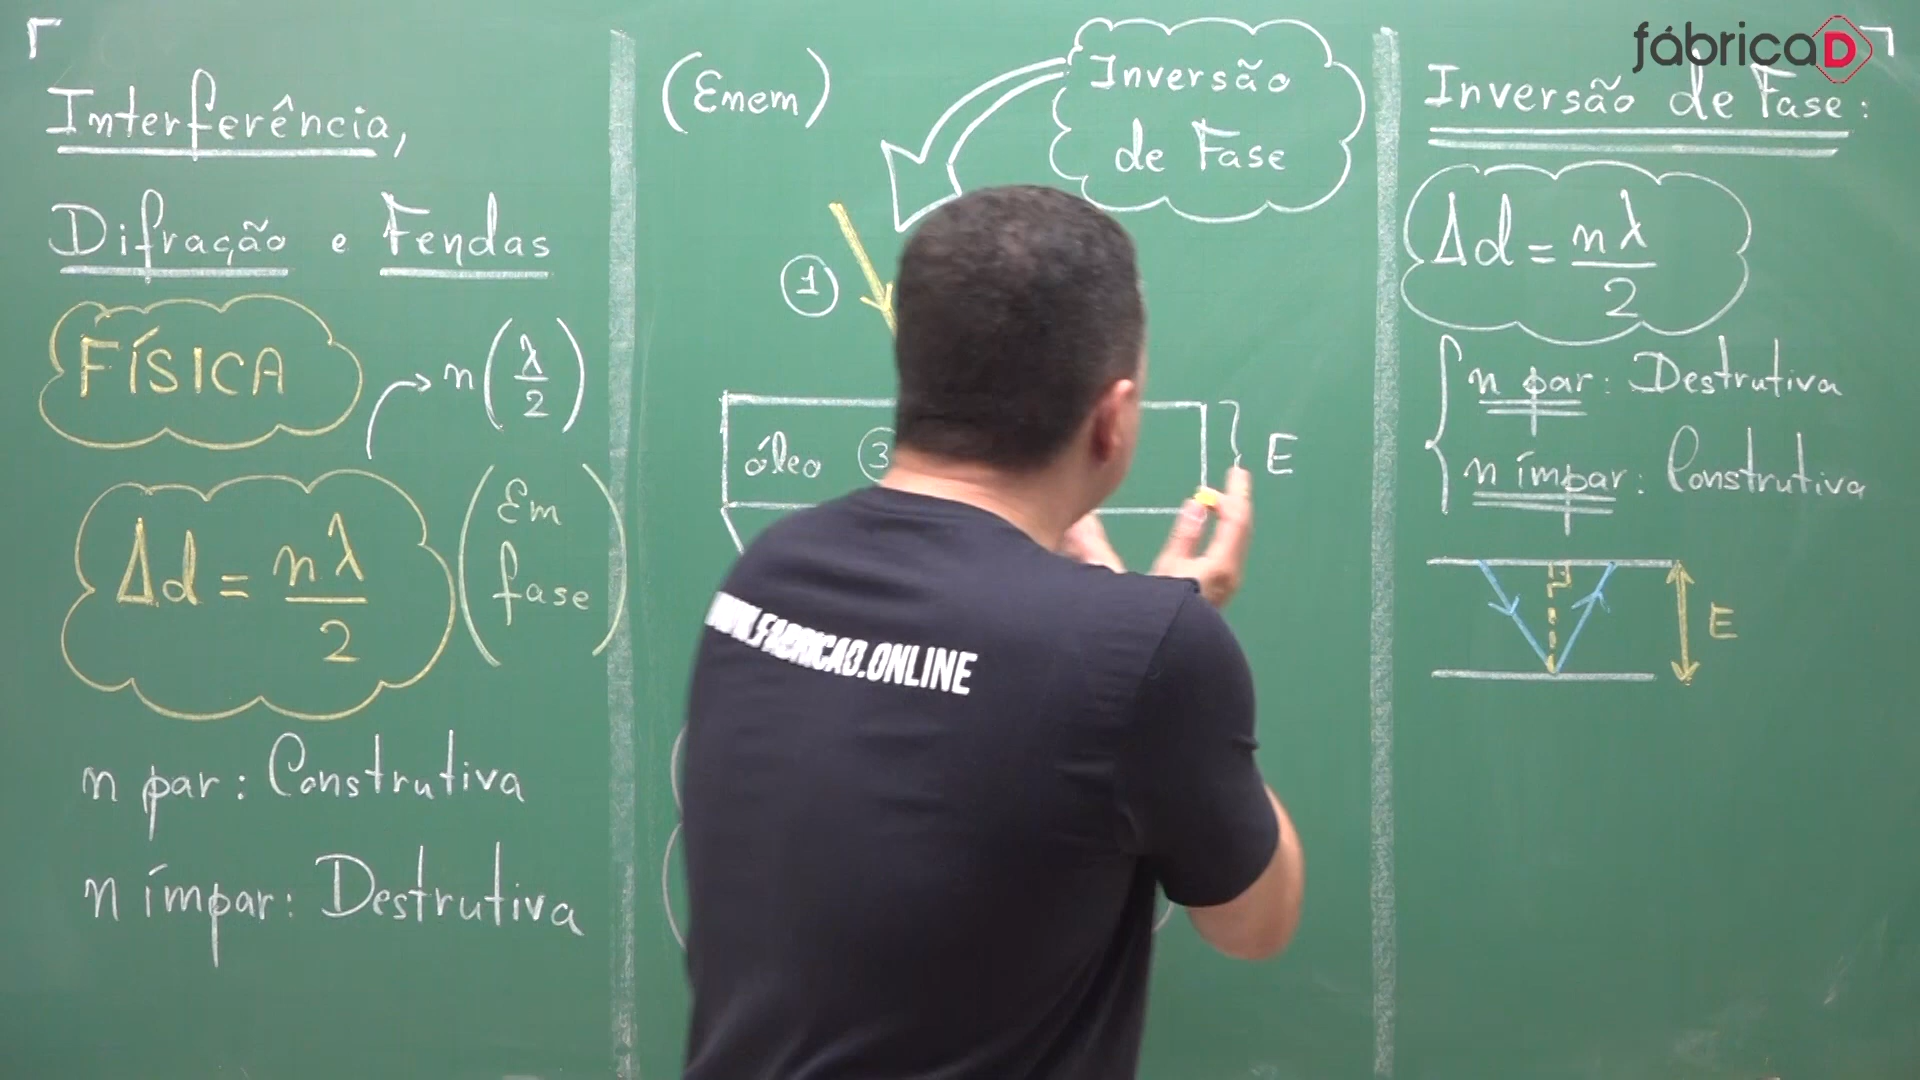 fábricaD
Interferência,
Difração e Fendas
FÍSICA
n(λ/2)
Δd = nλ/2
(Em
fase)
n par: Construtiva
n ímpar: Destrutiva
(Enem)
Inversão
de Fase
1
óleo 3
E
WWW.FABRICAD.ONLINE
Inversão de Fase:
Δd = nλ/2
n par: Destrutiva
n ímpar: Construtiva
E